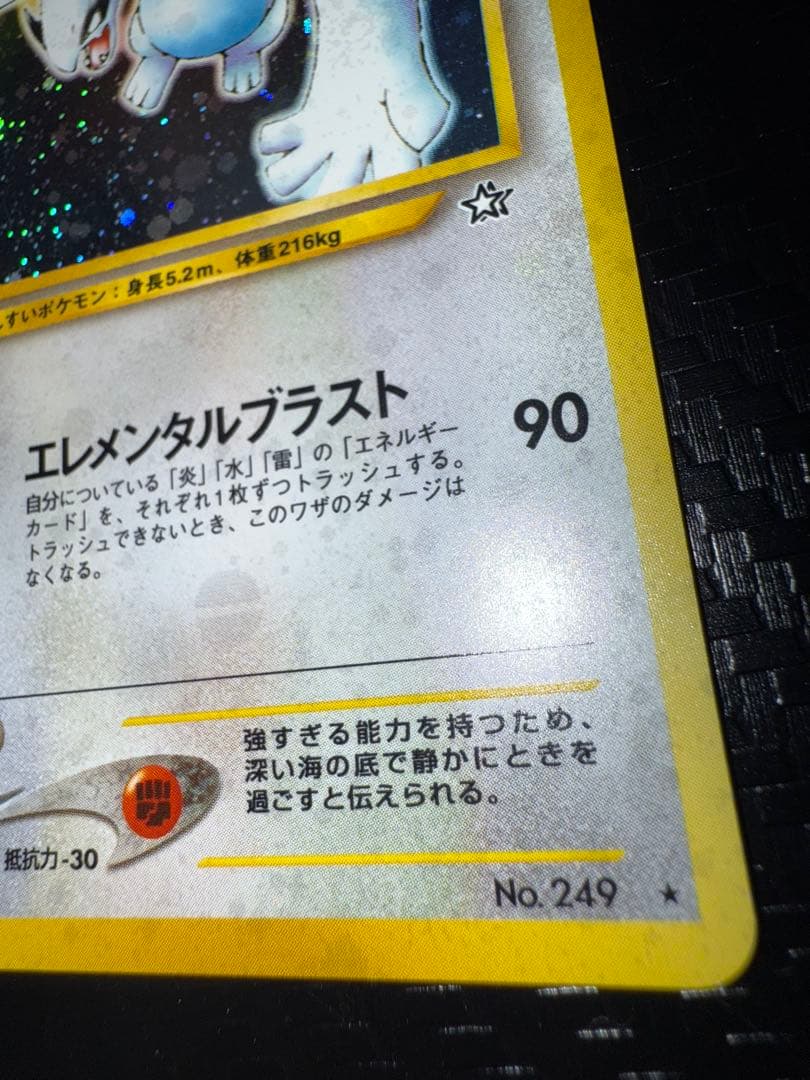 すいポケモン：身長5.2m、体重216kg
エレメンタルブラスト
90
自分についている「炎」「水」「雷」の「エネルギー
カード」を、それぞれ1枚ずつトラッシュする。
トラッシュできないとき、このワザのダメージは
なくなる。
強すぎる能力を持つため、
深い海の底で静かにときを
過ごすと伝えられる。
抵抗力-30
No.249 ★